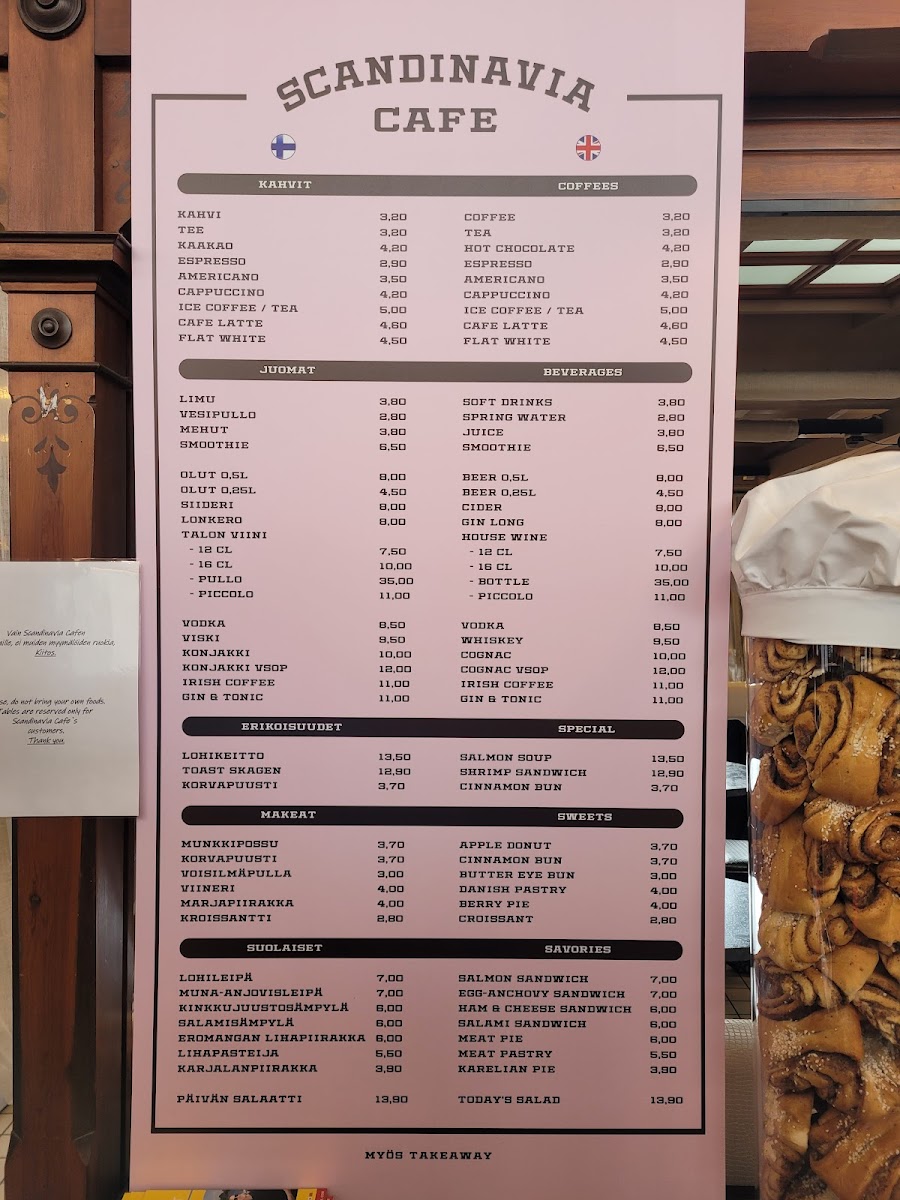 SCANDINAVIA
CAFE
KAHVIT COFFEES
KAHVI 3,20 COFFEE 3,20
TEE 3,20 TEA 3,20
KAAKAO 4,20 HOT CHOCOLATE 4,20
ESPRESSO 2,90 ESPRESSO 2,90
AMERICANO 3,50 AMERICANO 3,50
CAPPUCCINO 4,20 CAPPUCCINO 4,20
ICE COFFEE / TEA 5,00 ICE COFFEE / TEA 5,00
CAFE LATTE 4,60 CAFE LATTE 4,60
FLAT WHITE 4,50 FLAT WHITE 4,50
JUOMAT BEVERAGES
LIMU 3,80 SOFT DRINKS 3,80
VESIPULLO 2,80 SPRING WATER 2,80
MEHUT 3,80 JUICE 3,80
SMOOTHIE 6,50 SMOOTHIE 6,50
OLUT 0,5L 8,00 BEER 0,5L 8,00
OLUT 0,25L 4,50 BEER 0,25L 4,50
SIIDERI 8,00 CIDER 8,00
LONKERO 8,00 GIN LONG 8,00
TALON VIINI HOUSE WINE
- 12 CL 7,50 - 12 CL 7,50
- 16 CL 10,00 - 16 CL 10,00
- PULLO 35,00 - BOTTLE 35,00
- PICCOLO 11,00 - PICCOLO 11,00
VODKA 8,50 VODKA 8,50
VISKI 9,50 WHISKEY 9,50
KONJAKKI 10,00 COGNAC 10,00
KONJAKKI VSOP 12,00 COGNAC VSOP 12,00
IRISH COFFEE 11,00 IRISH COFFEE 11,00
GIN & TONIC 11,00 GIN & TONIC 11,00
ERIKOISUUDET SPECIAL
LOHIKEITTO 13,50 SALMON SOUP 13,50
TOAST SKAGEN 12,90 SHRIMP SANDWICH 12,90
KORVAPUUSTI 3,70 CINNAMON BUN 3,70
MAKEAT SWEETS
MUNKKIPOSSU 3,70 APPLE DONUT 3,70
KORVAPUUSTI 3,70 CINNAMON BUN 3,70
VOISILMÄPULLA 3,00 BUTTER EYE BUN 3,00
VIINERI 4,00 DANISH PASTRY 4,00
MARJAPIIRAKKA 4,00 BERRY PIE 4,00
KROISSANTTI 2,80 CROISSANT 2,80
SUOLAISET SAVORIES
LOHILEIPÄ 7,00 SALMON SANDWICH 7,00
MUNA-ANJOVISLEIPÄ 7,00 EGG-ANCHOVY SANDWICH 7,00
KINKKUJUUSTOSÄMPYLÄ 6,00 HAM & CHEESE SANDWICH 6,00
SALAMISÄMPYLÄ 6,00 SALAMI SANDWICH 6,00
EROMANGAN LIHAPIIRAKKA 6,00 MEAT PIE 6,00
LIHAPASTEIJA 5,50 MEAT PASTRY 5,50
KARJALANPIIRAKKA 3,90 KARELIAN PIE 3,90
PÄIVÄN SALAATTI 13,90 TODAY'S SALAD 13,90
MYÖS TAKEAWAY
Vain Scandinavia Cafen
ei muiden myymälöiden ruokia,
Kiitos.
do not bring your own foods.
Tables are reserved only for
Scandinavia Cafe´s
customers.
Thank you.